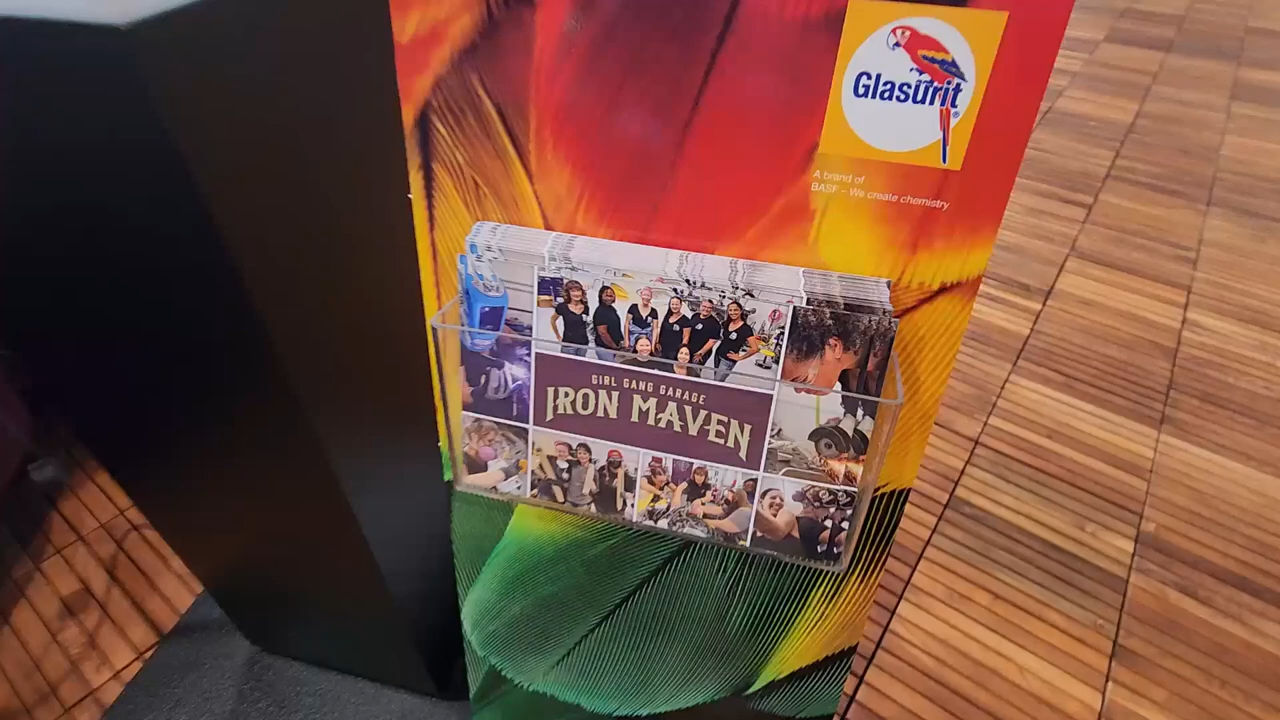 Glasurit®
A brand of
BASF – We create chemistry
GIRL GANG GARAGE
IRON MAVEN